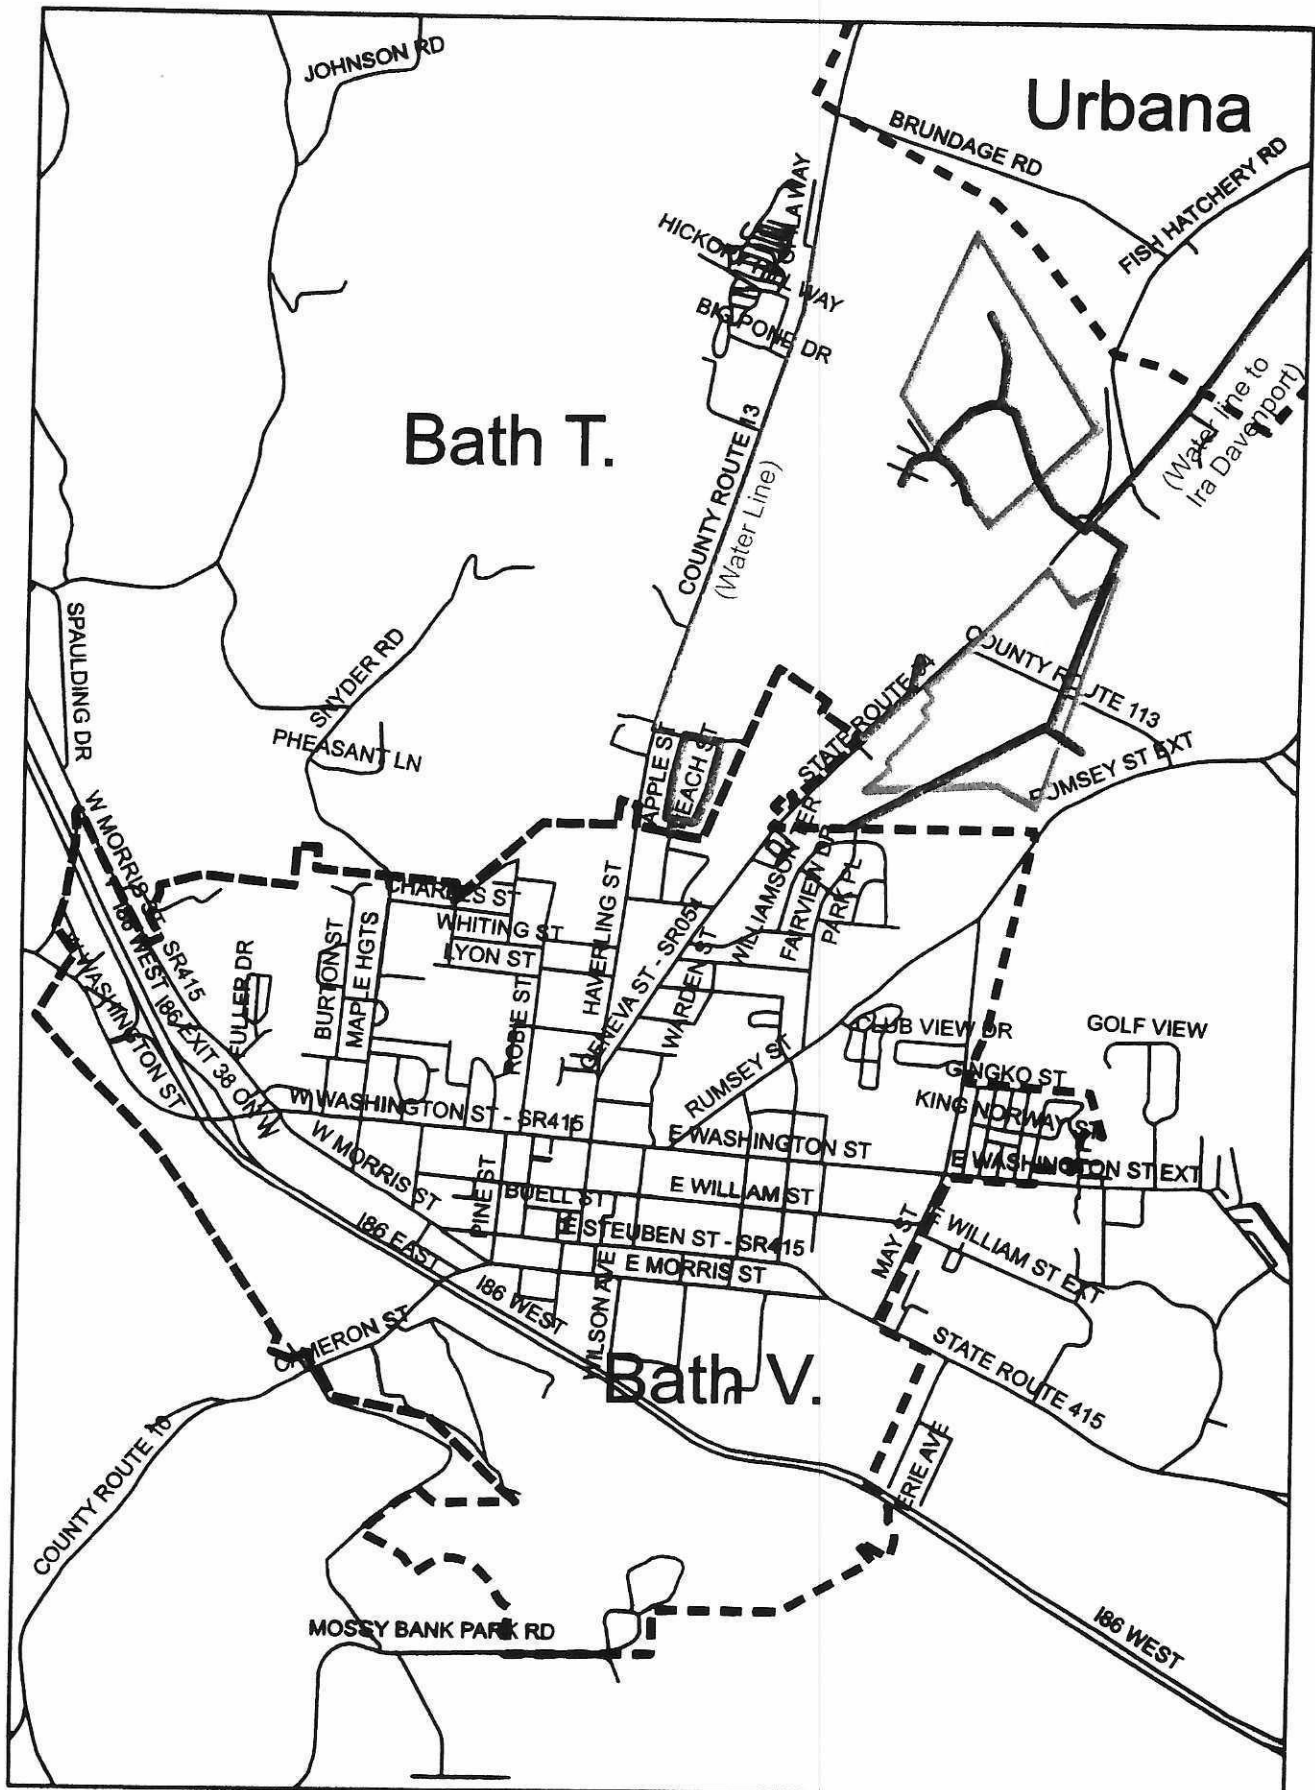 JOHNSON RD
Urbana
BRUNDAGE RD
FISH HATCHERY RD
WAY
WAY
BIG PONE DR
(Water line to
Ira Davenport)
Bath T.
COUNTY ROUTE 13
(Water Line)
SPAULDING DR
SNYDER RD
PHEASANT LN
COUNTY ROUTE 113
STATE ROUTE
RUMSEY ST EXT
APPLE ST
EACH ST
W MORRIS ST
SR415
I86 WEST I86 EXIT 38 ON W
W WASHINGTON ST
CHARLES ST
WHITING ST
LYON ST
HAVERLING ST
GENEVA ST - SR054
WILLIAMSON
FAIRVIEW DR
PARK PL
WARDEN ST
FULLER DR
BURTON ST
MAPLE HGTS
ROBIE ST
CLUB VIEW DR
GOLF VIEW
GINGKO ST
KING NORWAY ST
RUMSEY ST
W WASHINGTON ST - SR415
E WASHINGTON ST
E WASHINGTON ST EXT
W MORRIS ST
PINE ST
BUELL ST
E WILLIAM ST
E STEUBEN ST - SR415
E MORRIS ST
MAY ST
E WILLIAM ST EXT
I86 EAST
I86 WEST
WILSON AVE
CAMERON ST
Bath V.
STATE ROUTE 415
ERIE AVE
COUNTY ROUTE 10
MOSSY BANK PARK RD
I86 WEST